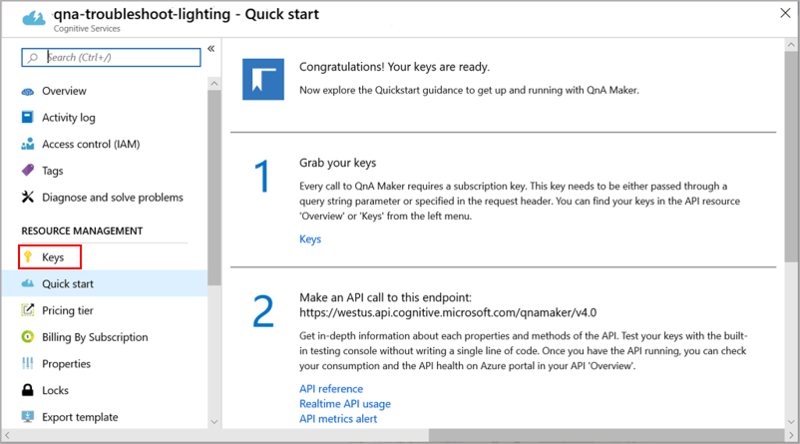 qna-troubleshoot-lighting - Quick start
Cognitive Services
Search (Ctrl+/)
Overview
Activity log
Access control (IAM)
Tags
Diagnose and solve problems
RESOURCE MANAGEMENT
Keys
Quick start
Pricing tier
Billing By Subscription
Properties
Locks
Export template
Congratulations! Your keys are ready.
Now explore the Quickstart guidance to get up and running with QnA Maker.
1
Grab your keys
Every call to QnA Maker requires a subscription key. This key needs to be either passed through a
query string parameter or specified in the request header. You can find your keys in the API resource
'Overview' or 'Keys' from the left menu.
Keys
2
Make an API call to this endpoint:
https://westus.api.cognitive.microsoft.com/qnamaker/v4.0
Get in-depth information about each properties and methods of the API. Test your keys with the built-
in testing console without writing a single line of code. Once you have the API running, you can check
your consumption and the API health on Azure portal in your API 'Overview'.
API reference
Realtime API usage
API metrics alert